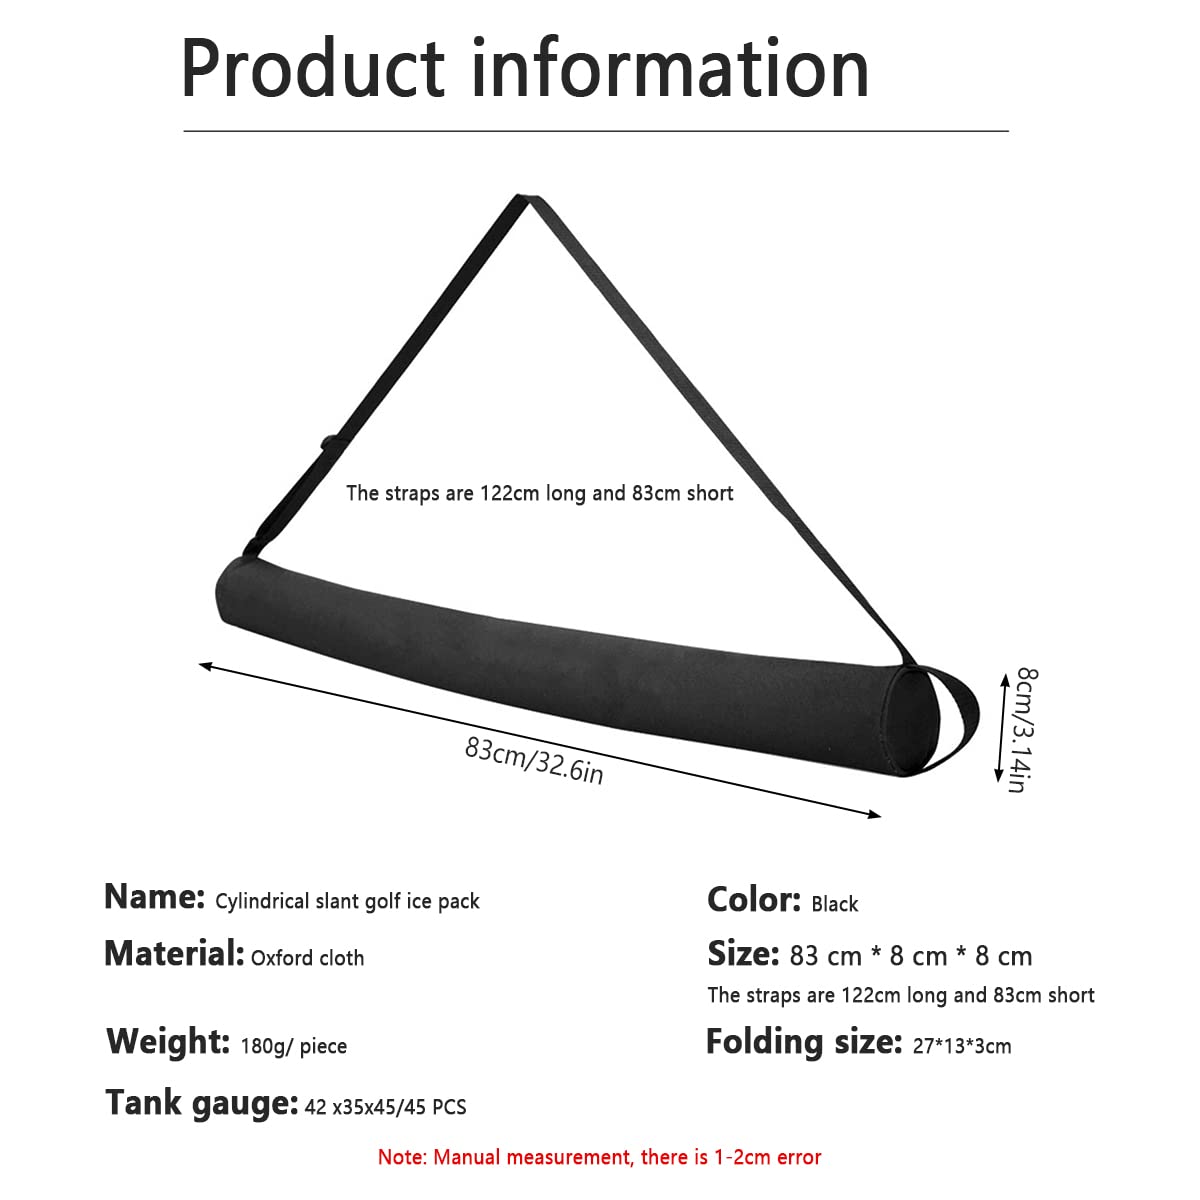 Product information
The straps are 122cm long and 83cm short
83cm/32.6in
8cm/3.14in
Name: Cylindrical slant golf ice pack
Color: Black
Material: Oxford cloth
Size: 83 cm * 8 cm * 8 cm
The straps are 122cm long and 83cm short
Weight: 180g/ piece
Folding size: 27*13*3cm
Tank gauge: 42 x35x45/45 PCS
Note: Manual measurement, there is 1-2cm error